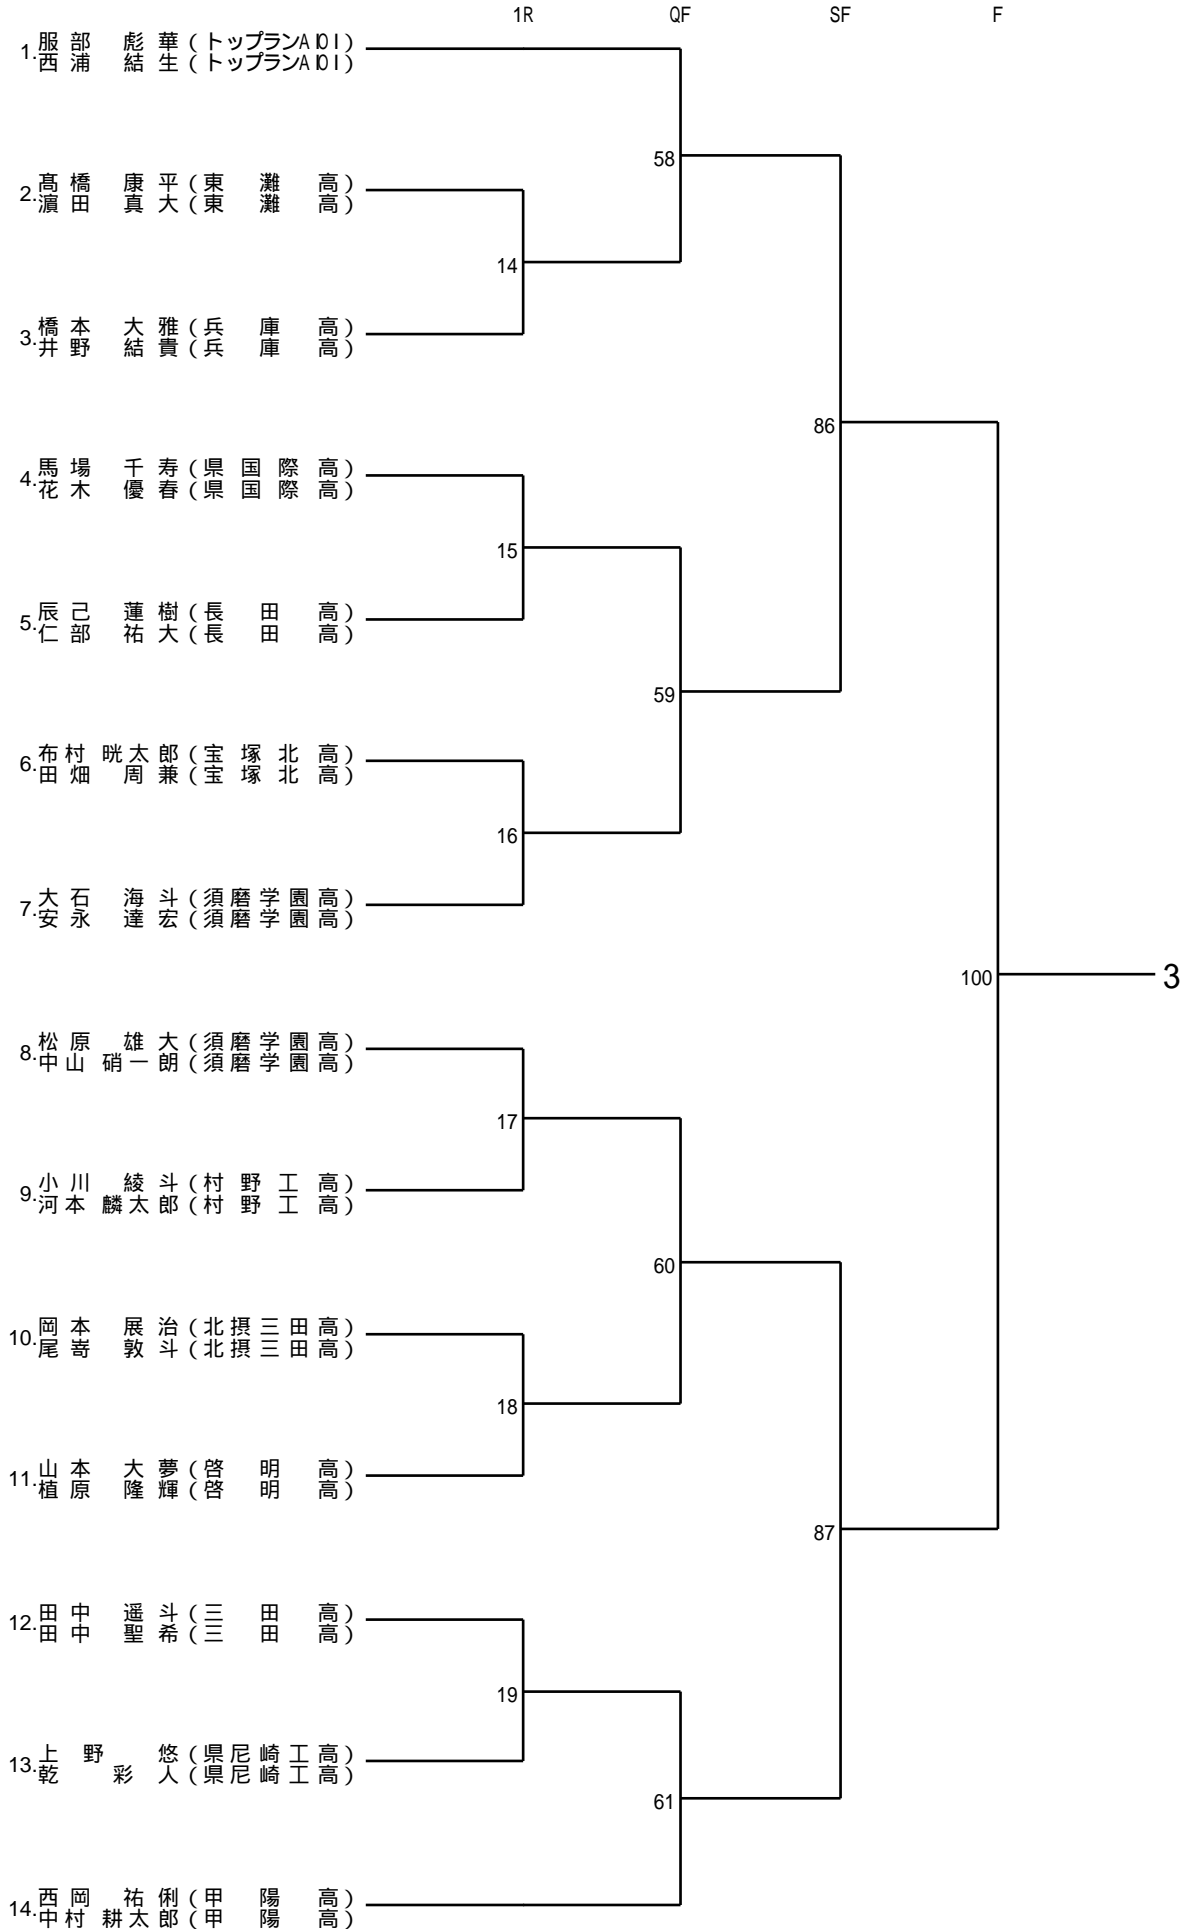 1R QF SF F
1. 服部 彪華 (トップランAIOI)
西浦 結生 (トップランAIOI)
58
2. 髙橋 康平 (東灘高)
濵田 真大 (東灘高)
14
3. 橋本 大雅 (兵庫高)
井野 結貴 (兵庫高)
86
4. 馬場 千寿 (県国際高)
花木 優春 (県国際高)
15
5. 辰己 蓮樹 (長田高)
仁部 祐大 (長田高)
59
6. 布村 晄太郎 (宝塚北高)
田畑 周兼 (宝塚北高)
16
7. 大石 海斗 (須磨学園高)
安永 達宏 (須磨学園高)
100 3
8. 松原 雄大 (須磨学園高)
中山 硝一朗 (須磨学園高)
17
9. 小川 綾斗 (村野工高)
河本 麟太郎 (村野工高)
60
10. 岡本 展治 (北摂三田高)
尾嵜 敦斗 (北摂三田高)
18
11. 山本 大夢 (啓明高)
植原 隆輝 (啓明高)
87
12. 田中 遥斗 (三田高)
田中 聖希 (三田高)
19
13. 上野 悠 (県尼崎工高)
乾 彩人 (県尼崎工高)
61
14. 西岡 祐俐 (甲陽高)
中村 耕太郎 (甲陽高)